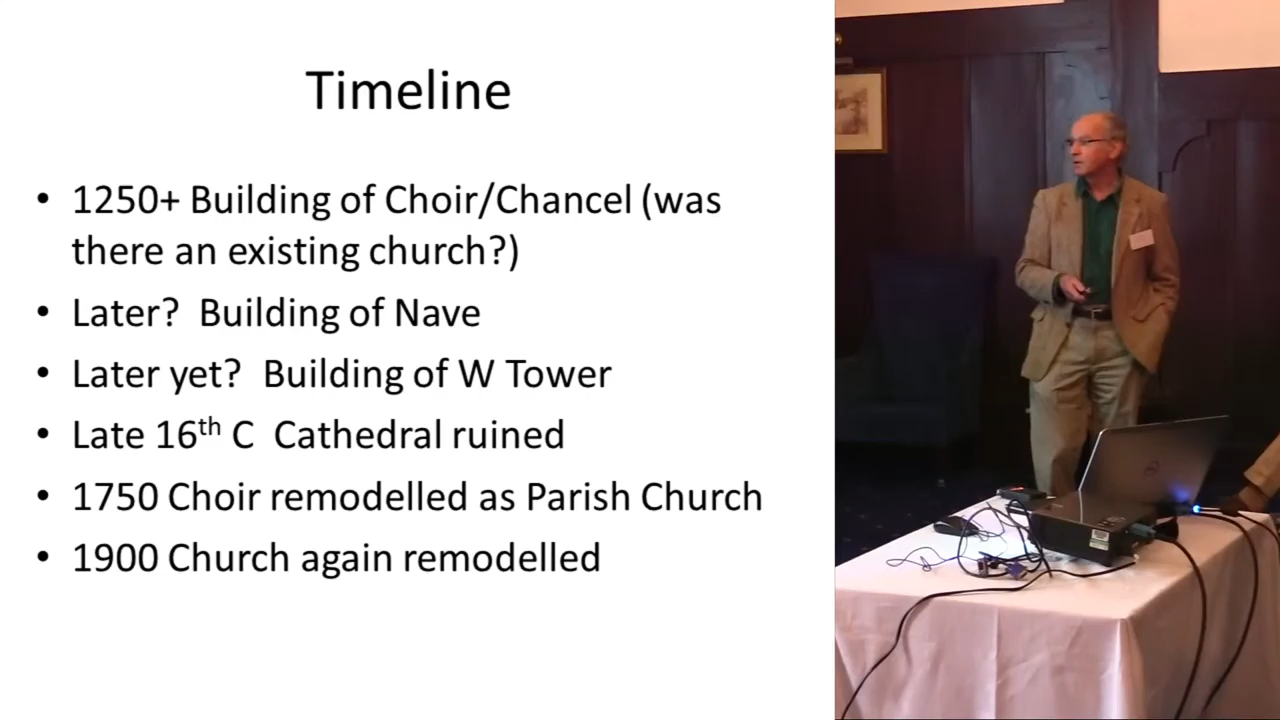 Timeline
• 1250+ Building of Choir/Chancel (was
there an existing church?)
• Later?  Building of Nave
• Later yet?  Building of W Tower
• Late 16th C  Cathedral ruined
• 1750 Choir remodelled as Parish Church
• 1900 Church again remodelled